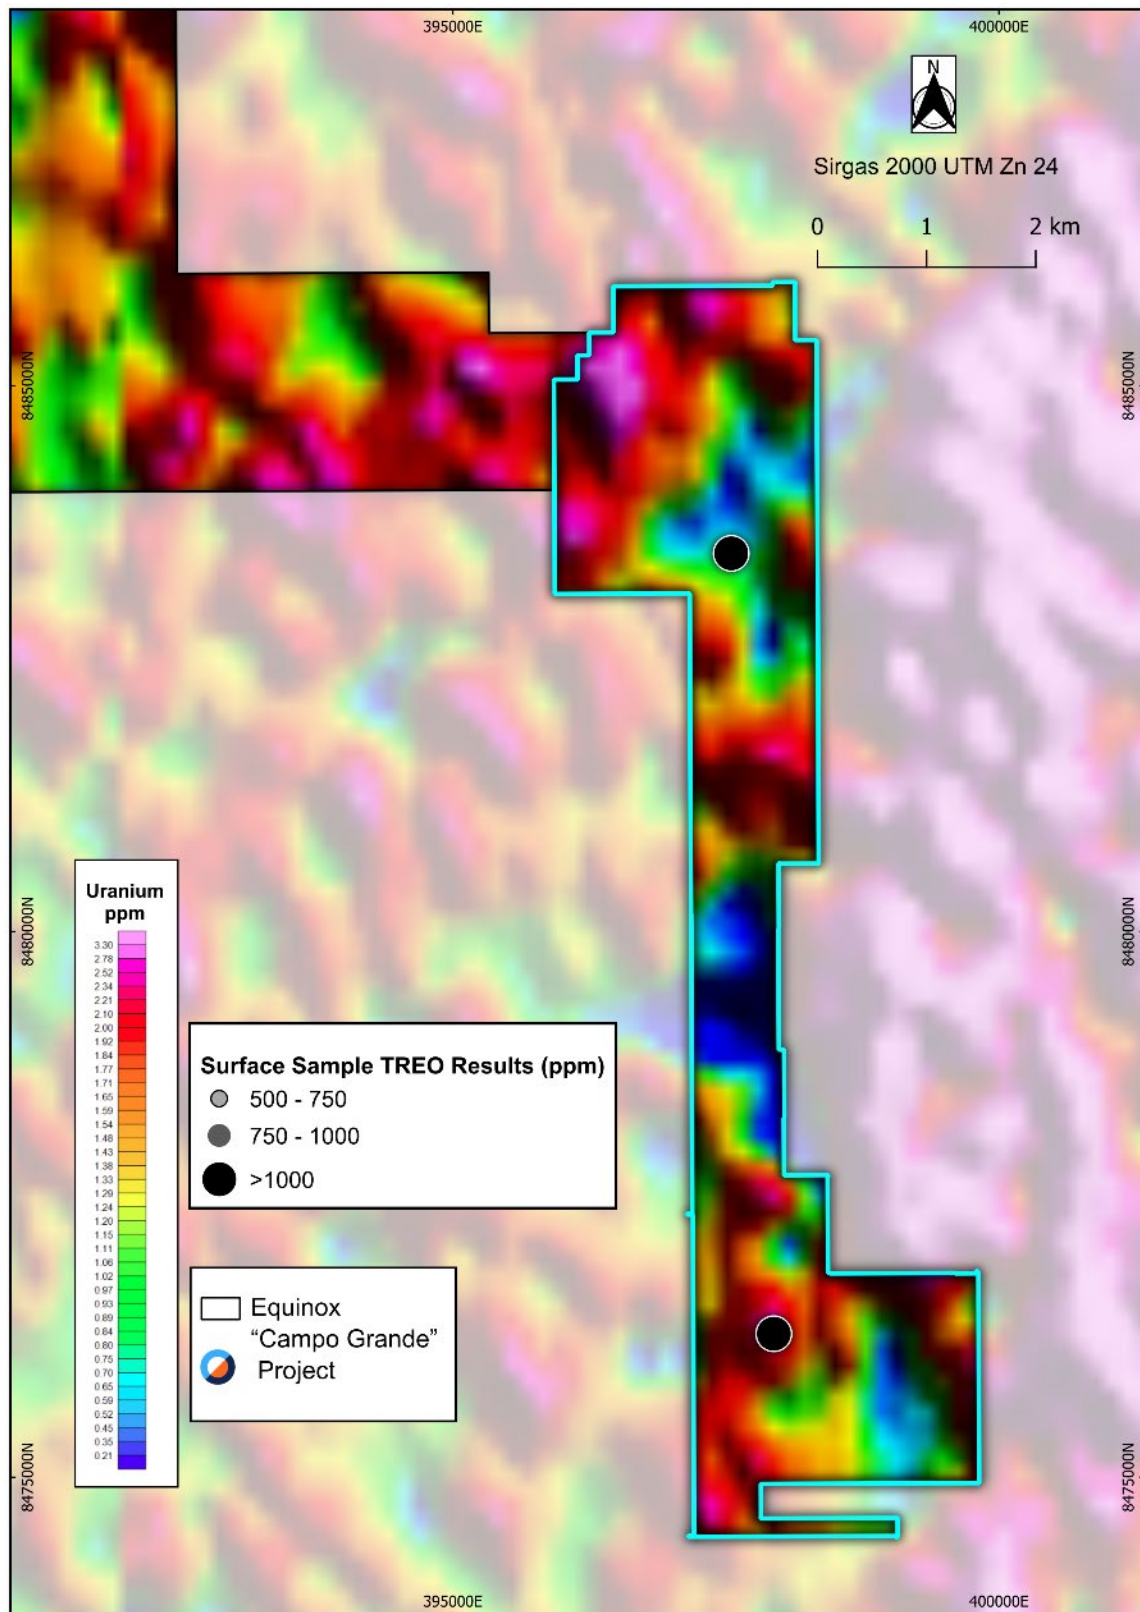 395000E
400000E
N
Sirgas 2000 UTM Zn 24
0 1 2 km
8485000N
8485000N
8480000N
8480000N
Uranium
ppm
3.30
2.78
2.52
2.34
2.21
2.10
2.00
1.92
1.84
1.77
1.71
1.65
1.59
1.54
1.48
1.43
1.38
1.33
1.29
1.24
1.20
1.15
1.11
1.06
1.02
0.97
0.93
0.89
0.84
0.80
0.75
0.70
0.65
0.59
0.52
0.45
0.35
0.21
Surface Sample TREO Results (ppm)
500 - 750
750 - 1000
>1000
Equinox
“Campo Grande”
Project
8475000N
8475000N
395000E
400000E